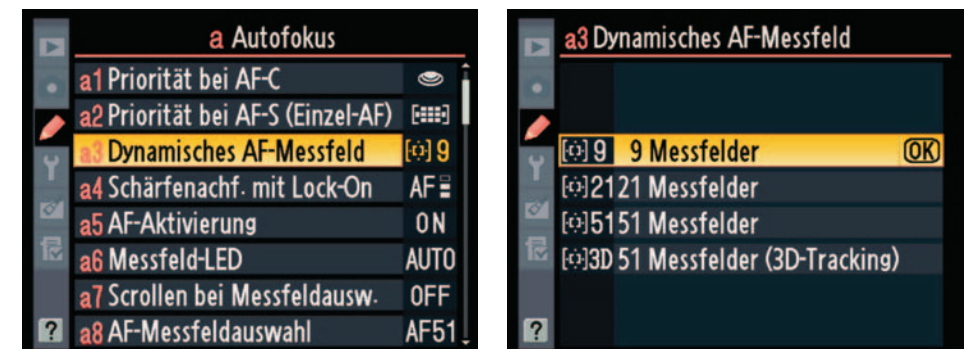 a Autofokus
a1 Priorität bei AF-C
a2 Priorität bei AF-S (Einzel-AF)
a3 Dynamisches AF-Messfeld [] 9
a4 Schärfenachf. mit Lock-On AF
a5 AF-Aktivierung ON
a6 Messfeld-LED AUTO
a7 Scrollen bei Messfeldausw. OFF
a8 AF-Messfeldauswahl AF51
?
a3 Dynamisches AF-Messfeld
[] 9 9 Messfelder OK
[] 21 21 Messfelder
[] 51 51 Messfelder
[] 3D 51 Messfelder (3D-Tracking)
?